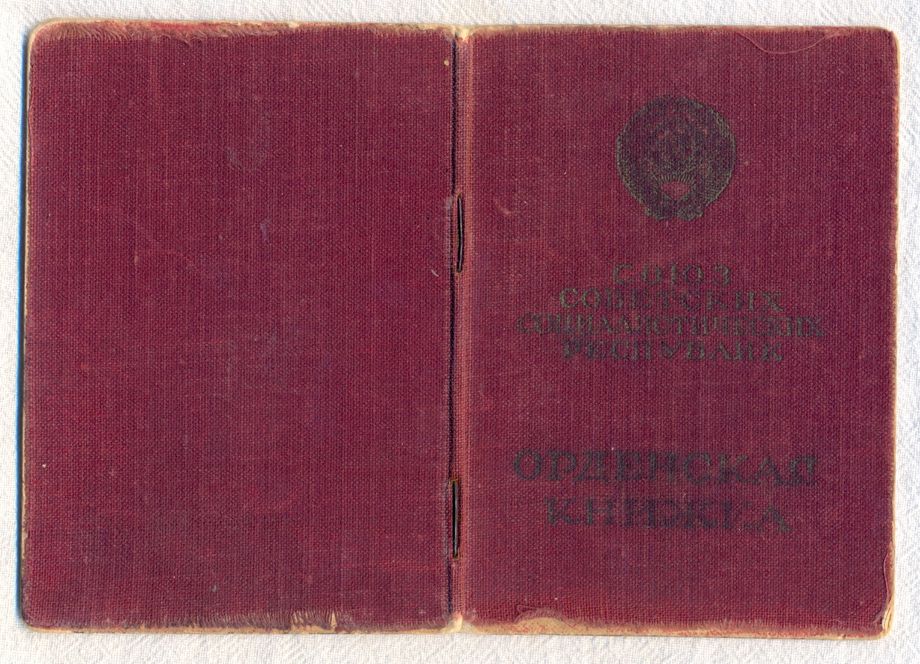 СОЮЗ
СОВЕТСКИХ
СОЦИАЛИСТИЧЕСКИХ
РЕСПУБЛИК
ОРДЕНСКАЯ
КНИЖКА